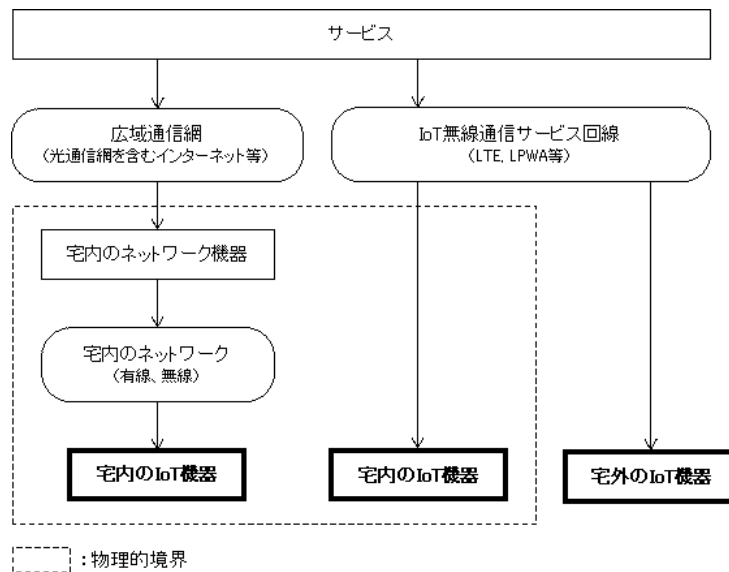 サービス
広域通信網
(光通信網を含むインターネット等)
IoT無線通信サービス回線
(LTE, LPWA等)
宅内のネットワーク機器
宅内のネットワーク
(有線、無線)
宅内のIoT機器
宅内のIoT機器
宅外のIoT機器
:物理的境界